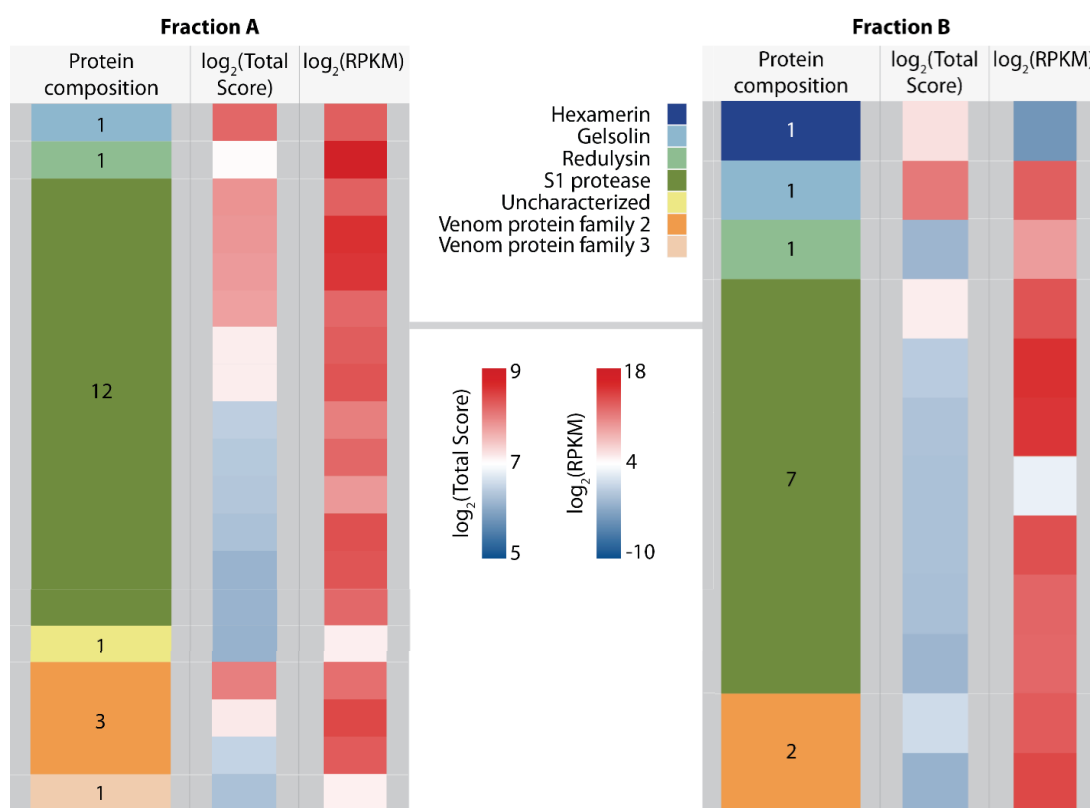 Fraction A
Protein composition
log₂(Total Score)
log₂(RPKM)
1
1
12
1
3
1
Hexamerin
Gelsolin
Redulysin
S1 protease
Uncharacterized
Venom protein family 2
Venom protein family 3
log₂(Total Score)
9
7
5
log₂(RPKM)
18
4
-10
Fraction B
Protein composition
log₂(Total Score)
log₂(RPKM)
1
1
1
7
2